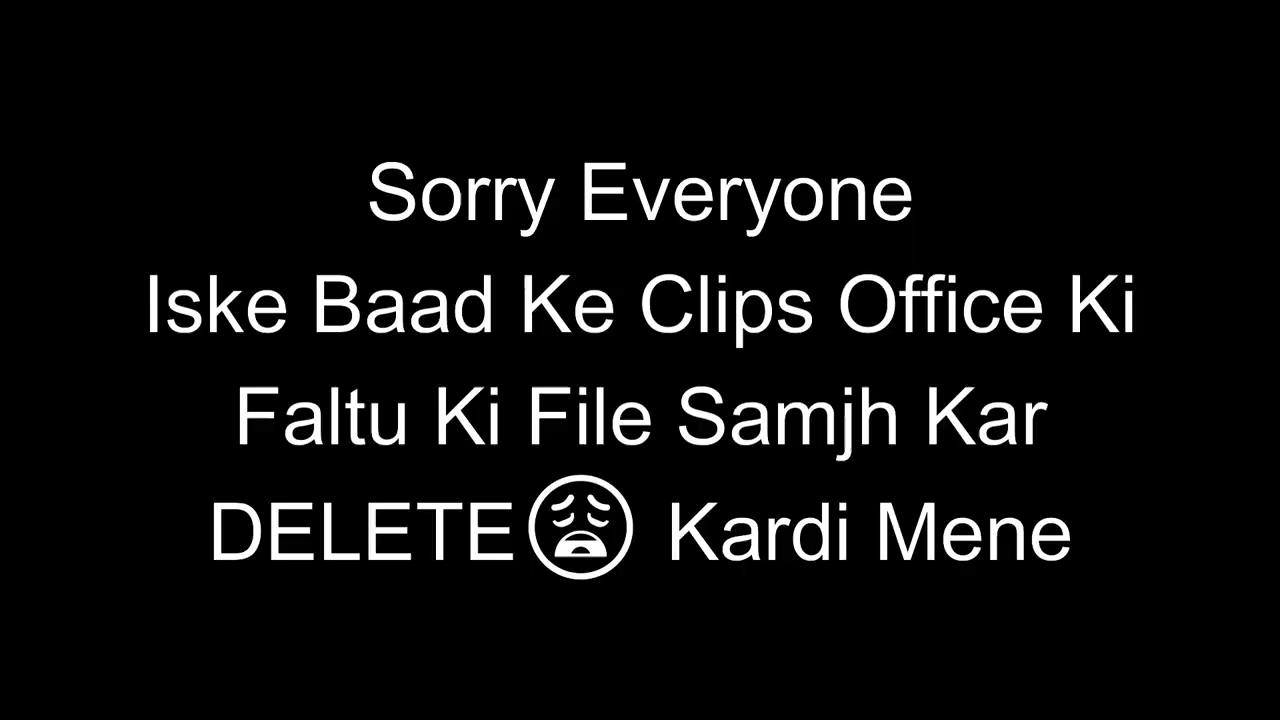 Sorry Everyone
Iske Baad Ke Clips Office Ki
Faltu Ki File Samjh Kar
DELETE😩 Kardi Mene